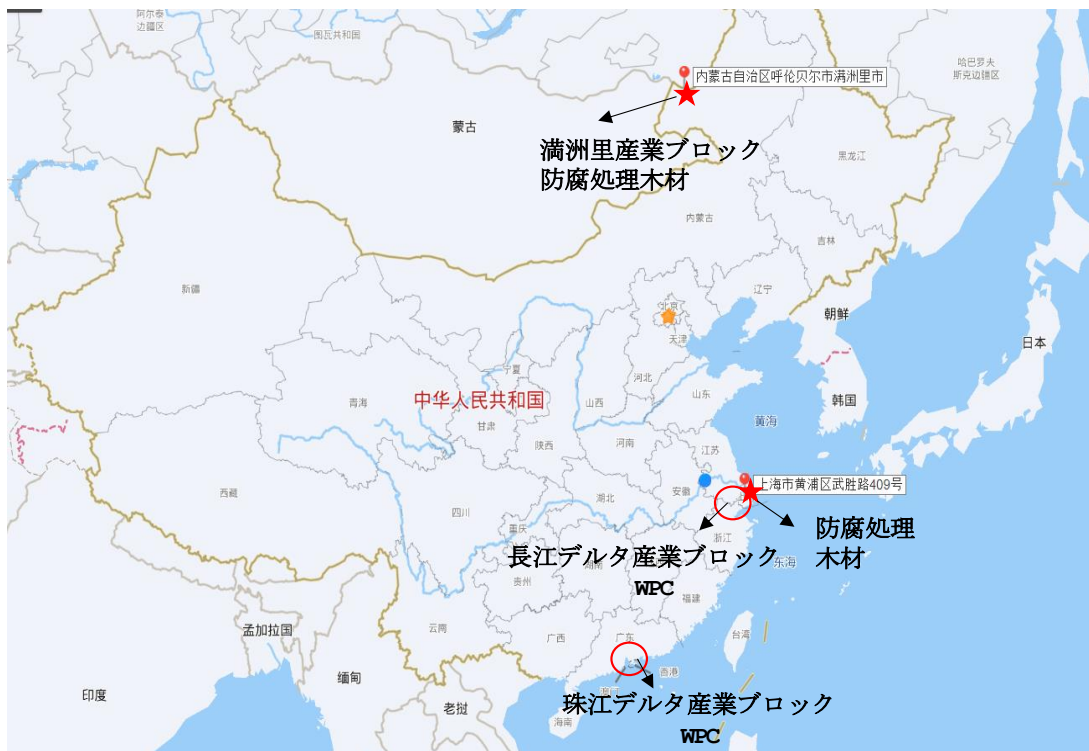 阿尔泰
边疆区
图瓦共和国
哈巴罗夫
斯克边疆区
内蒙古自治区呼伦贝尔市满洲里市
蒙古
満洲里産業ブロック
防腐処理木材
黑龙江
内蒙古
吉林
新疆
辽宁
北京
朝鲜
天津
日本
宁夏
河北
中华人民共和国
青海
山西
山东
韩国
甘肃
黄海
陕西
河南
江苏
上海市黄浦区武胜路409号
西藏
安徽
湖北
四川
重庆
浙江
防腐処理
木材
長江デルタ産業ブロック
WPC
东海
湖南
贵州
福建
云南
孟加拉国
广西
广东
台湾
香港
缅甸
印度
老挝
珠江デルタ産業ブロック
WPC
海南